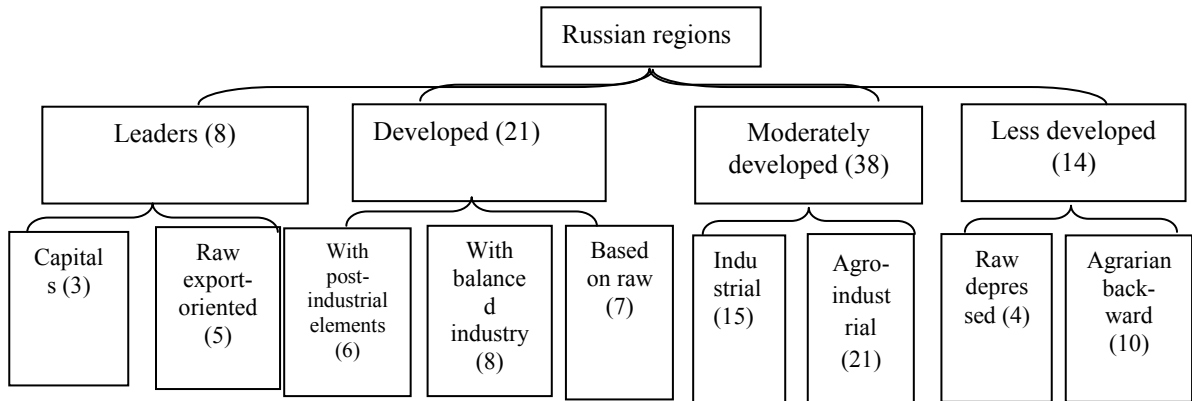 Russian regions
Leaders (8)
Developed (21)
Moderately
developed (38)
Less developed
(14)
Capital
s (3)
Raw
export-
oriented
(5)
With
post-
industrial
elements
(6)
With
balance
d
industry
(8)
Based
on raw
(7)
Indu
strial
(15)
Agro-
indust
rial
(21)
Raw
depres
sed (4)
Agrarian
back-
ward
(10)